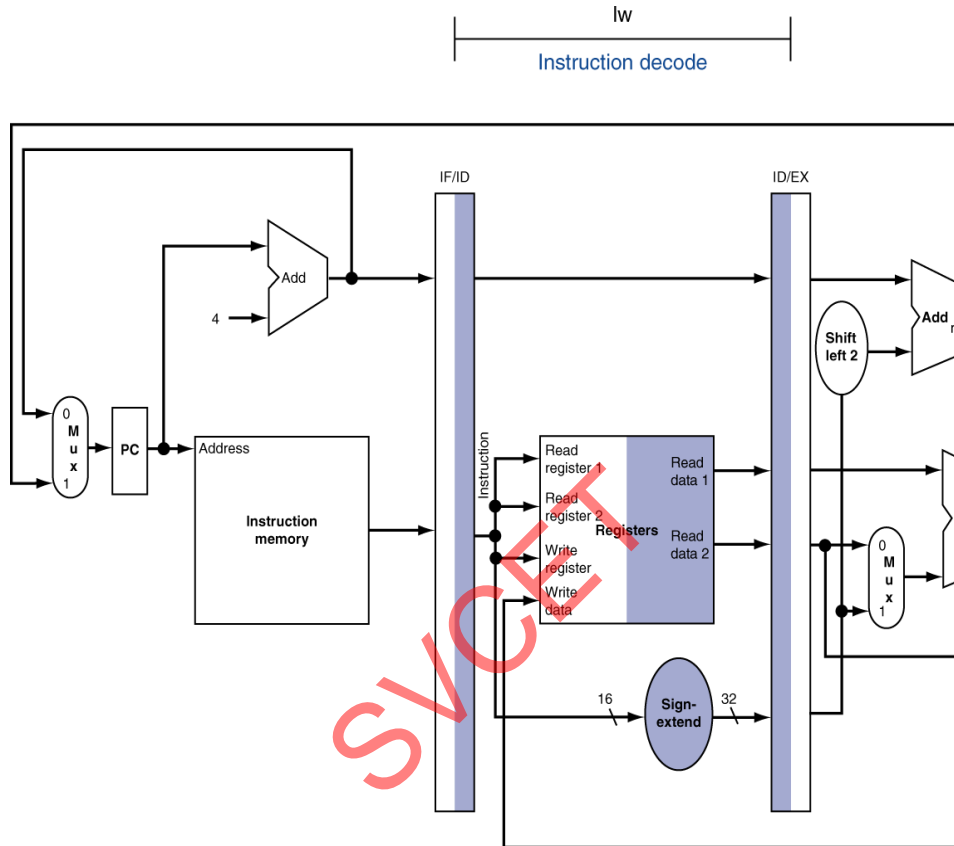 lw
Instruction decode
IF/ID
ID/EX
Add
4
Shift
left 2
Add
r
0
M
u
x
1
PC
Address
Instruction
memory
Instruction
Read
register 1
Read
register 2
Registers
Write
register
Write
data
Read
data 1
Read
data 2
0
M
u
x
1
16
Sign-
extend
32
SVCET